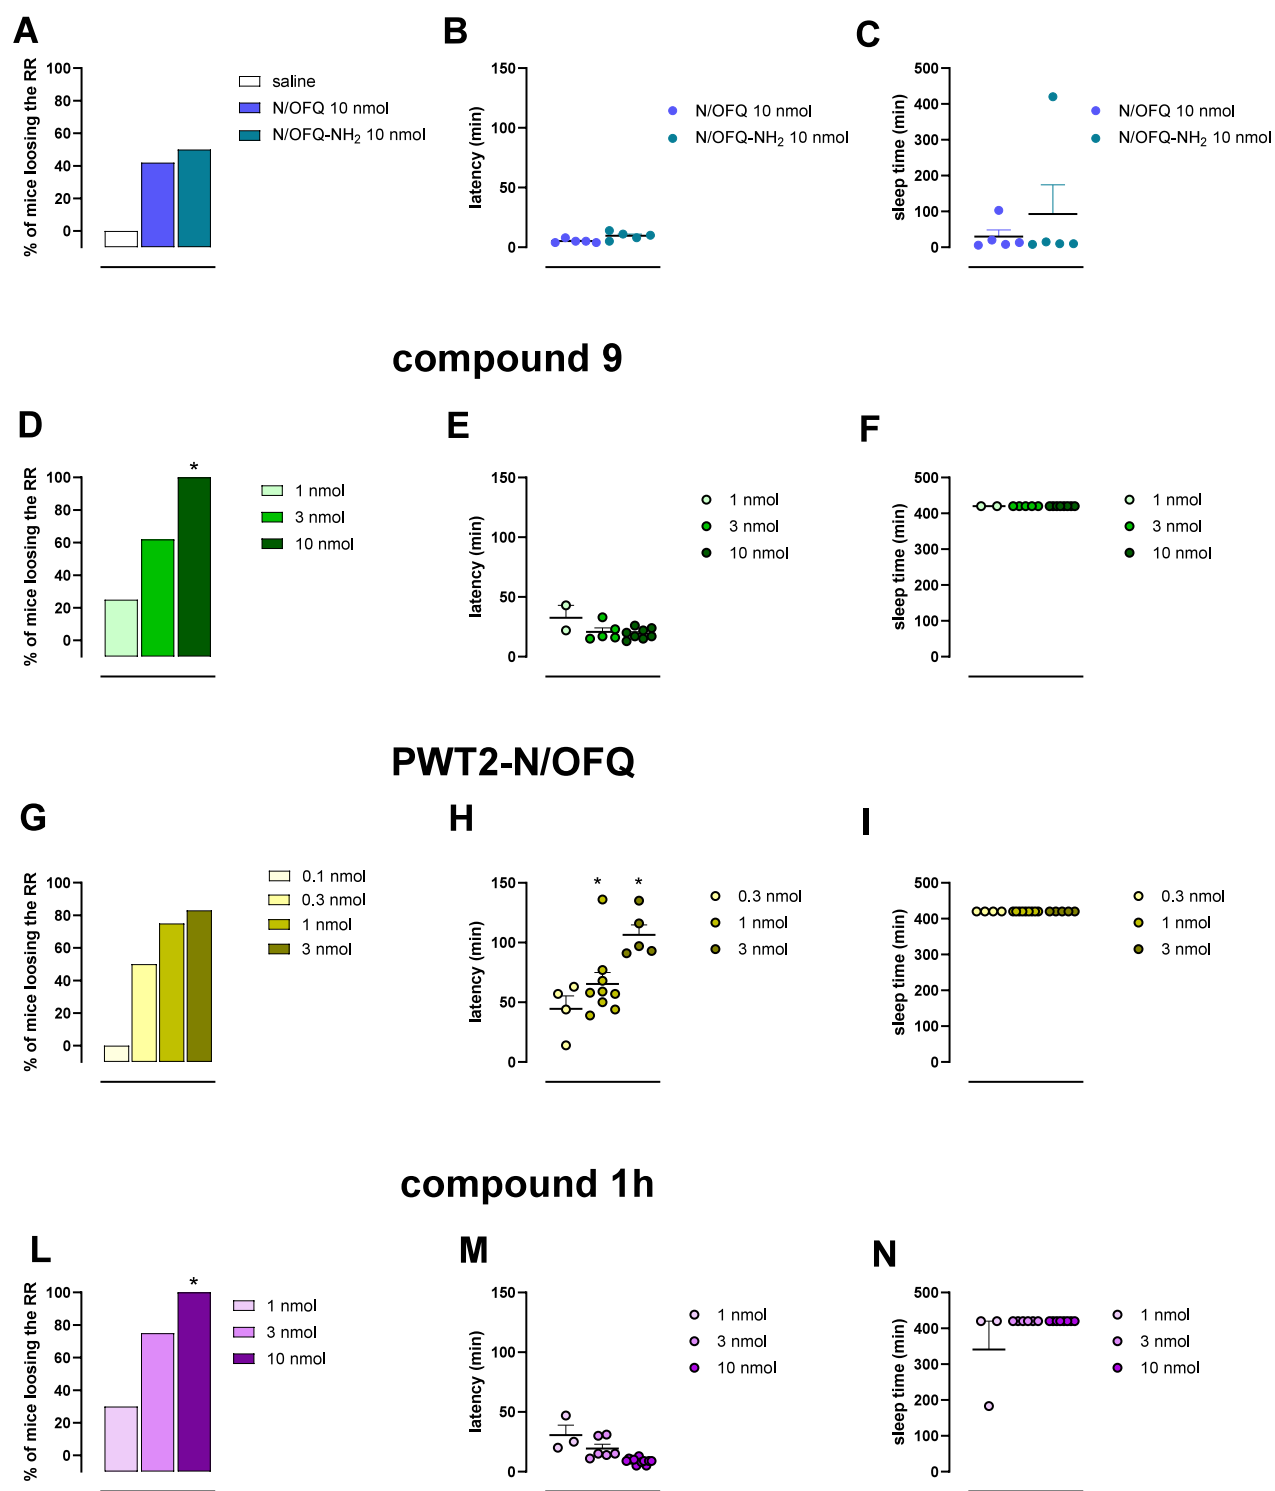 A
B
C
% of mice loosing the RR
100
80
60
40
20
0
saline
N/OFQ 10 nmol
N/OFQ-NH2 10 nmol
latency (min)
150
100
50
0
N/OFQ 10 nmol
N/OFQ-NH2 10 nmol
sleep time (min)
500
400
300
200
100
0
N/OFQ 10 nmol
N/OFQ-NH2 10 nmol
compound 9
D
E
F
% of mice loosing the RR
100
80
60
40
20
0
*
1 nmol
3 nmol
10 nmol
latency (min)
150
100
50
0
1 nmol
3 nmol
10 nmol
sleep time (min)
500
400
300
200
100
0
1 nmol
3 nmol
10 nmol
PWT2-N/OFQ
G
H
I
% of mice loosing the RR
100
80
60
40
20
0
0.1 nmol
0.3 nmol
1 nmol
3 nmol
latency (min)
150
100
50
0
* *
0.3 nmol
1 nmol
3 nmol
sleep time (min)
500
400
300
200
100
0
0.3 nmol
1 nmol
3 nmol
compound 1h
L
M
N
% of mice loosing the RR
100
80
60
40
20
0
*
1 nmol
3 nmol
10 nmol
latency (min)
150
100
50
0
1 nmol
3 nmol
10 nmol
sleep time (min)
500
400
300
200
100
0
1 nmol
3 nmol
10 nmol